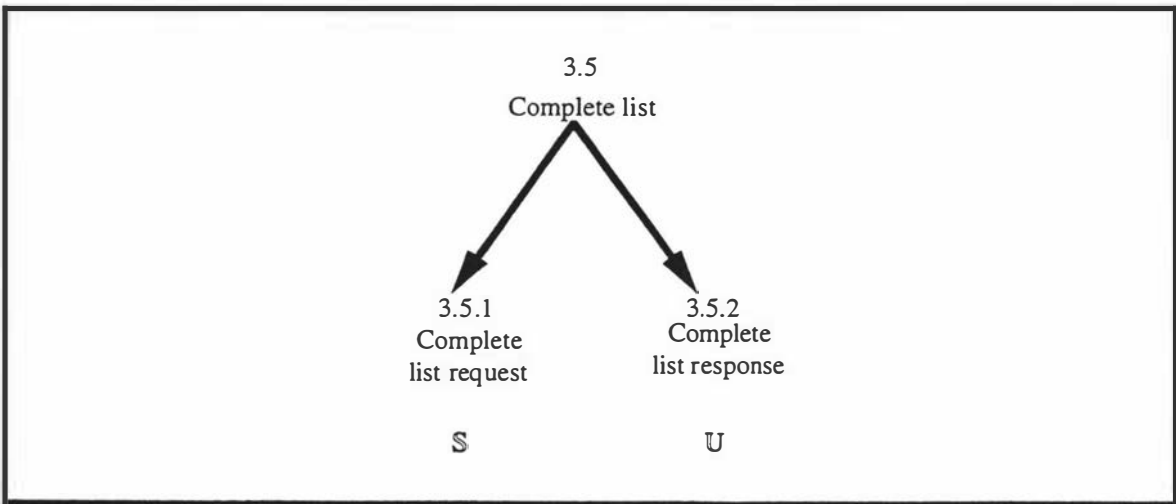 3.5
Complete list
3.5.1
Complete
list request
3.5.2
Complete
list response
𝕊
𝕌